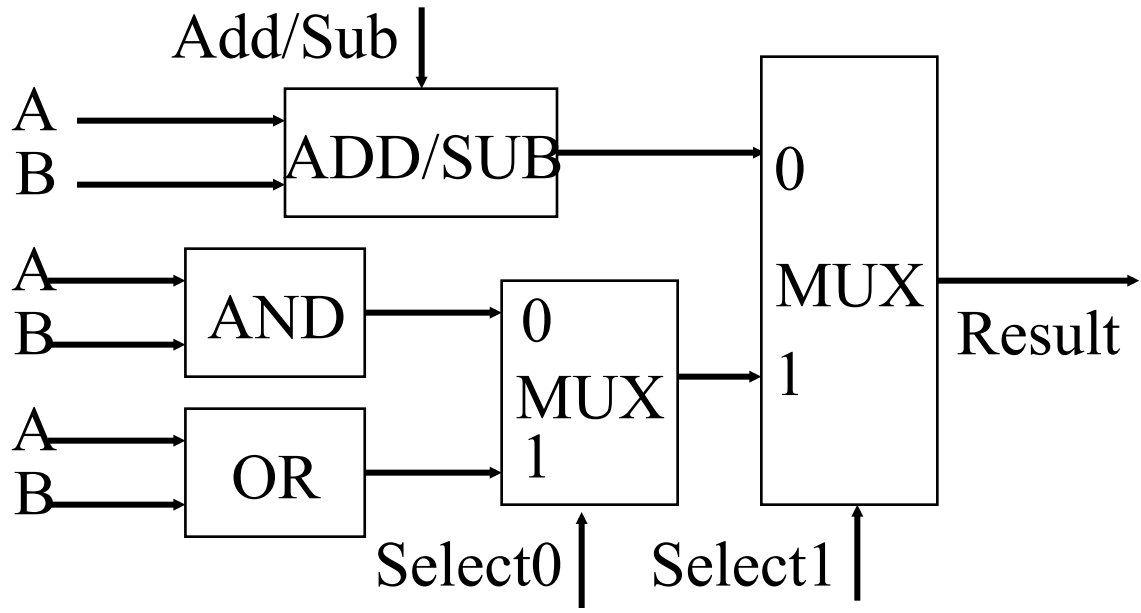 Add/Sub
A
B
ADD/SUB
0
A
B
AND
0
MUX
1
MUX
1
Result
A
B
OR
Select0
Select1